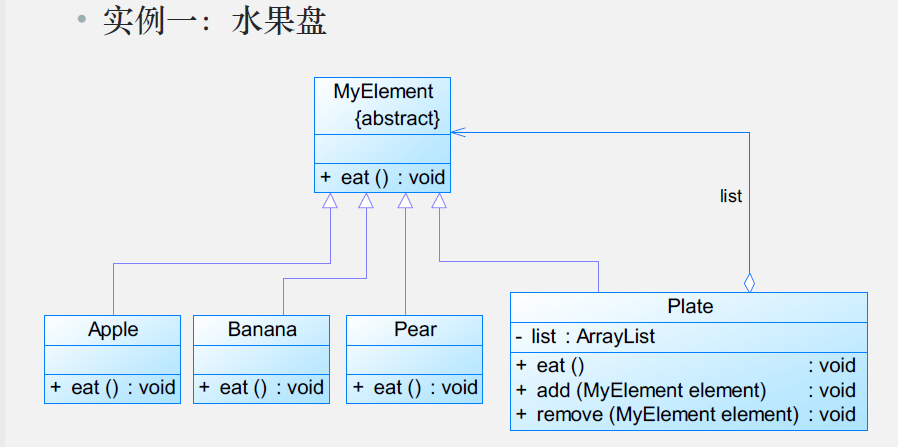 • 实例一：水果盘
MyElement
{abstract}
+ eat () : void
list
Apple
+ eat () : void
Banana
+ eat () : void
Pear
+ eat () : void
Plate
- list : ArrayList
+ eat () : void
+ add (MyElement element) : void
+ remove (MyElement element) : void